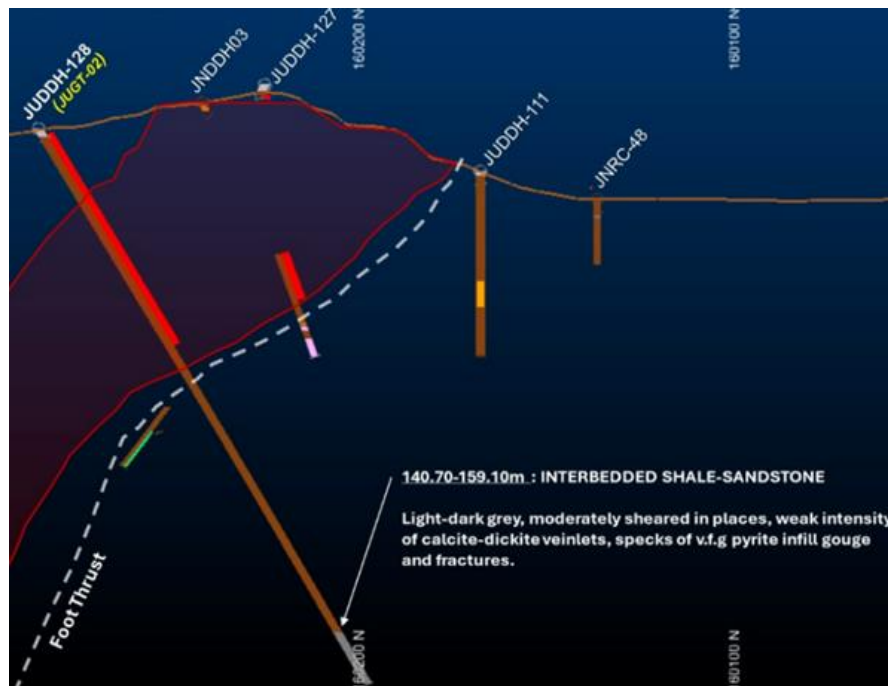 JUDDH-128
(JUGT-02)
JNDDH03
JUDDH-127
160200 N
160100 N
JUDDH-111
JNRC-48
140.70-159.10m : INTERBEDDED SHALE-SANDSTONE
Light-dark grey, moderately sheared in places, weak intensity
of calcite-dickite veinlets, specks of v.f.g pyrite infill gouge
and fractures.
Foot Thrust
160200 N
160100 N